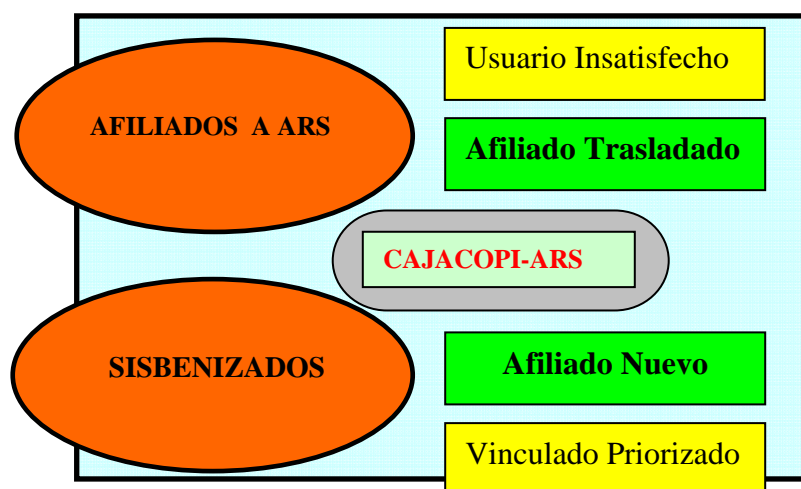 Usuario Insatisfecho
AFILIADOS A ARS
Afiliado Trasladado
CAJACOPI-ARS
SISBENIZADOS
Afiliado Nuevo
Vinculado Priorizado